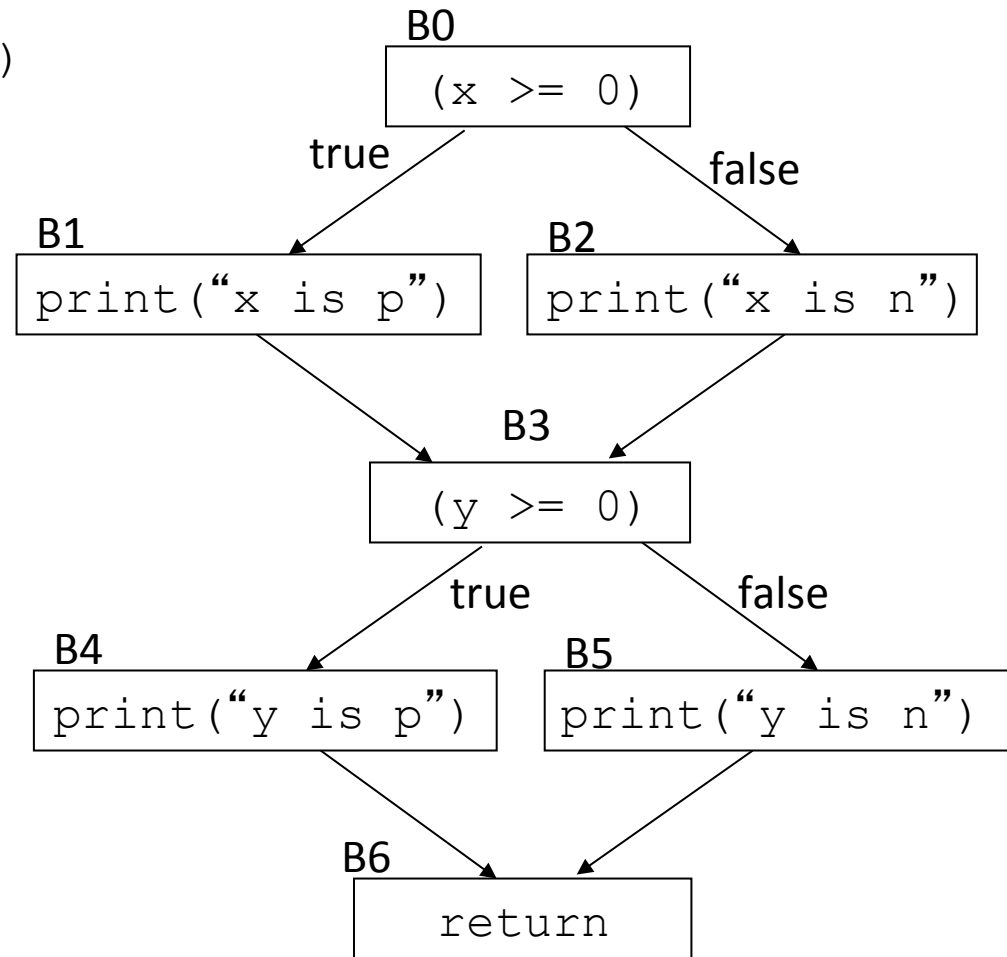 )
B0
(x >= 0)
true
false
B1
B2
print(“x is p”)
print(“x is n”)
B3
(y >= 0)
true
false
B4
B5
print(“y is p”)
print(“y is n”)
B6
return